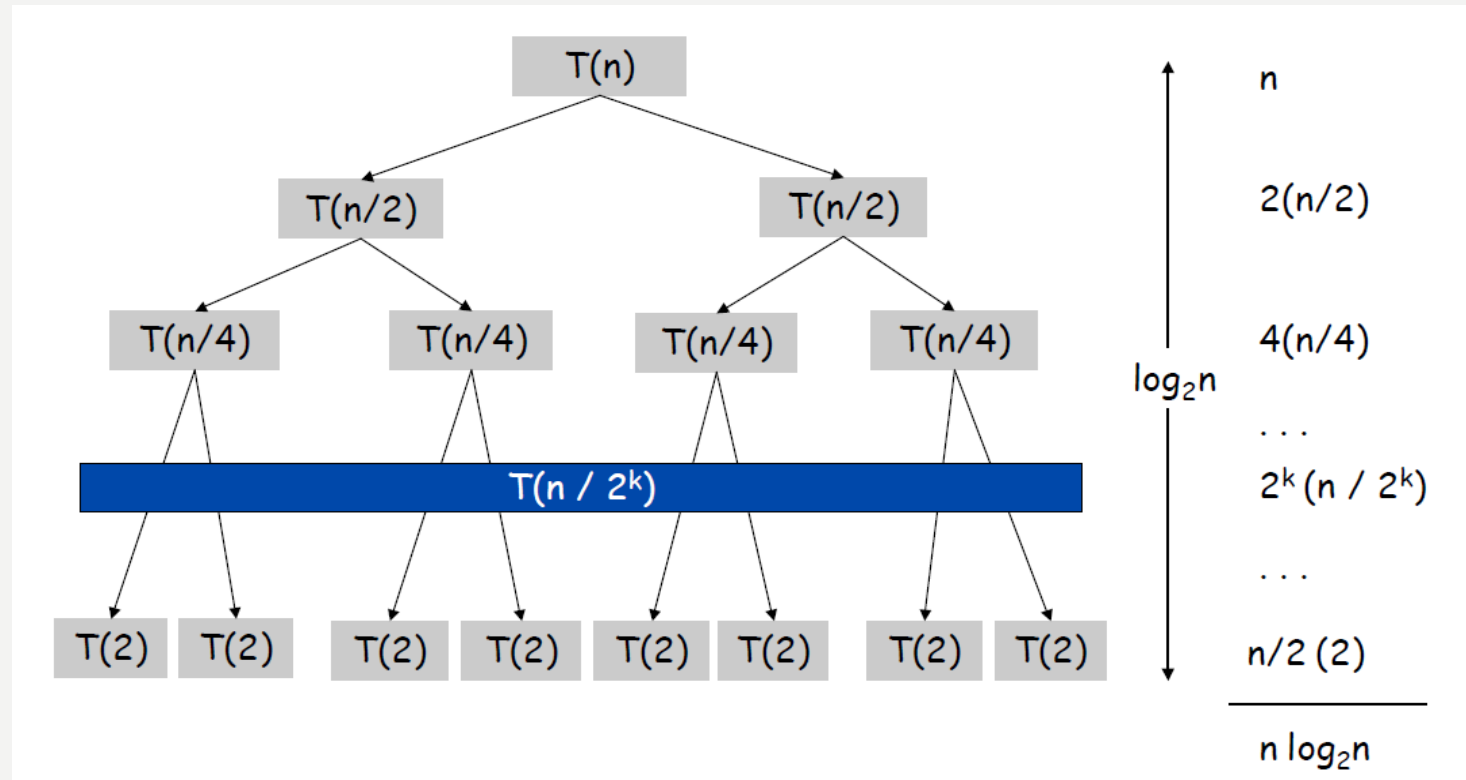 T(n)
n
T(n/2) T(n/2)
2(n/2)
T(n/4) T(n/4) T(n/4) T(n/4)
4(n/4)
log₂n
. . .
T(n / 2ᵏ)
2ᵏ (n / 2ᵏ)
. . .
T(2) T(2) T(2) T(2) T(2) T(2) T(2) T(2)
n/2 (2)
n log₂n